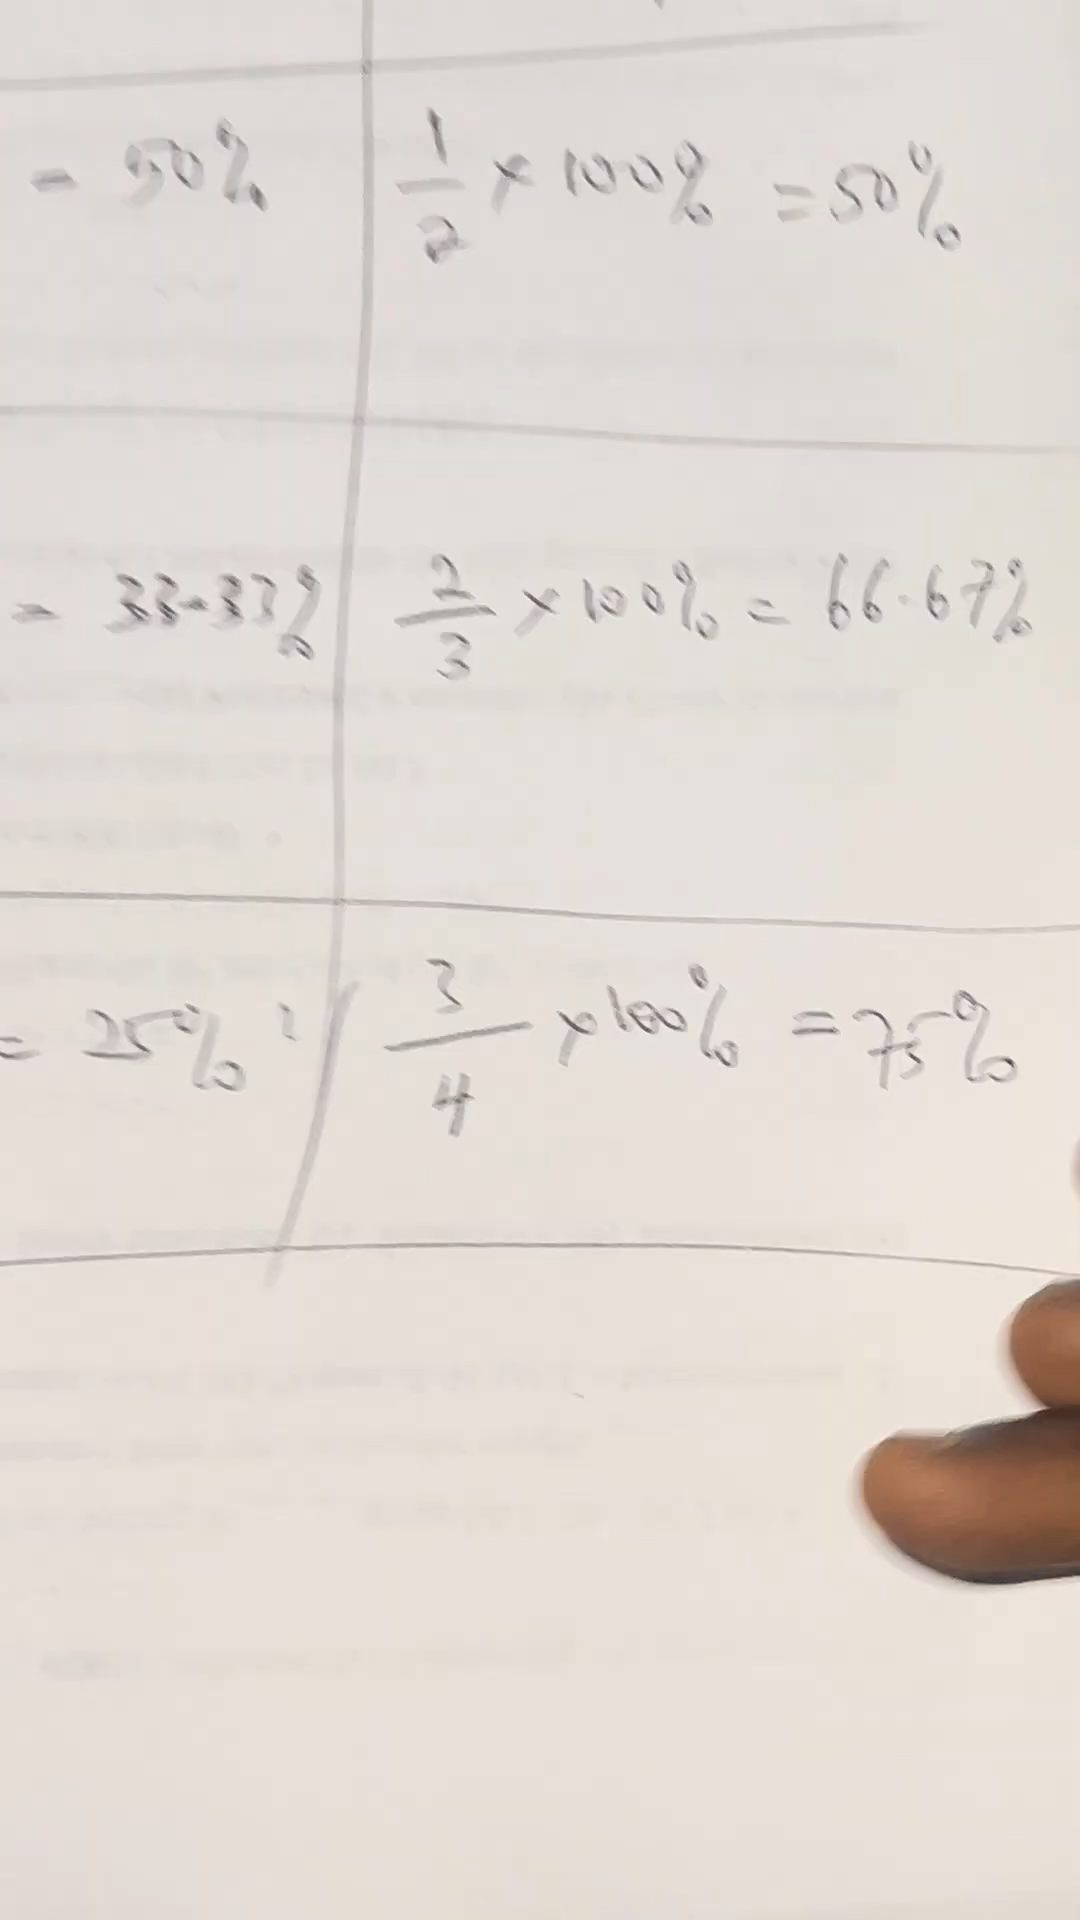 = 50% 1/2 × 100% = 50%
= 33.33% 2/3 × 100% = 66.67%
= 25% 3/4 × 100% = 75%